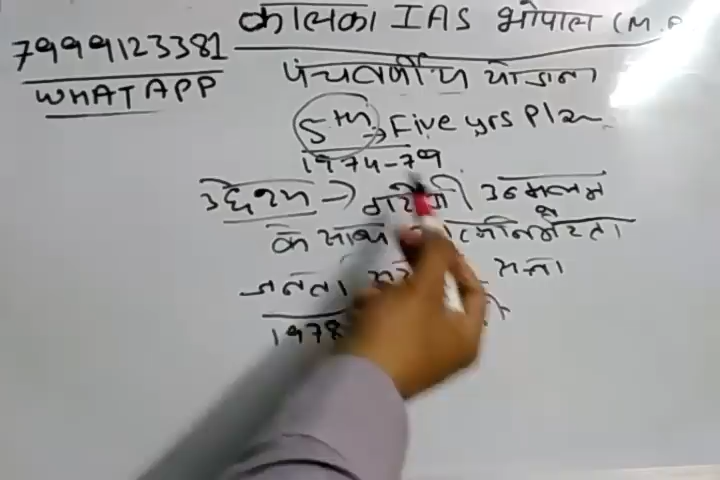 कालका IAS भोपाल (M.P
7999123381
WHATAPP
पंचवर्षीय योजना
5th → Five yrs Plan
1974-79
उद्देश्य → गरीबी उन्मूलन
के साथ आत्मनिर्भरता
जनता
1978